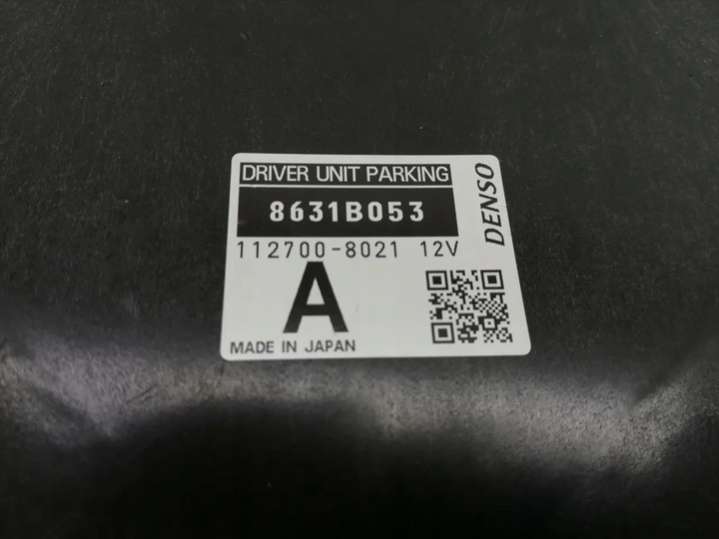 DRIVER UNIT PARKING
8631B053
112700-8021 12V
A
MADE IN JAPAN
DENSO